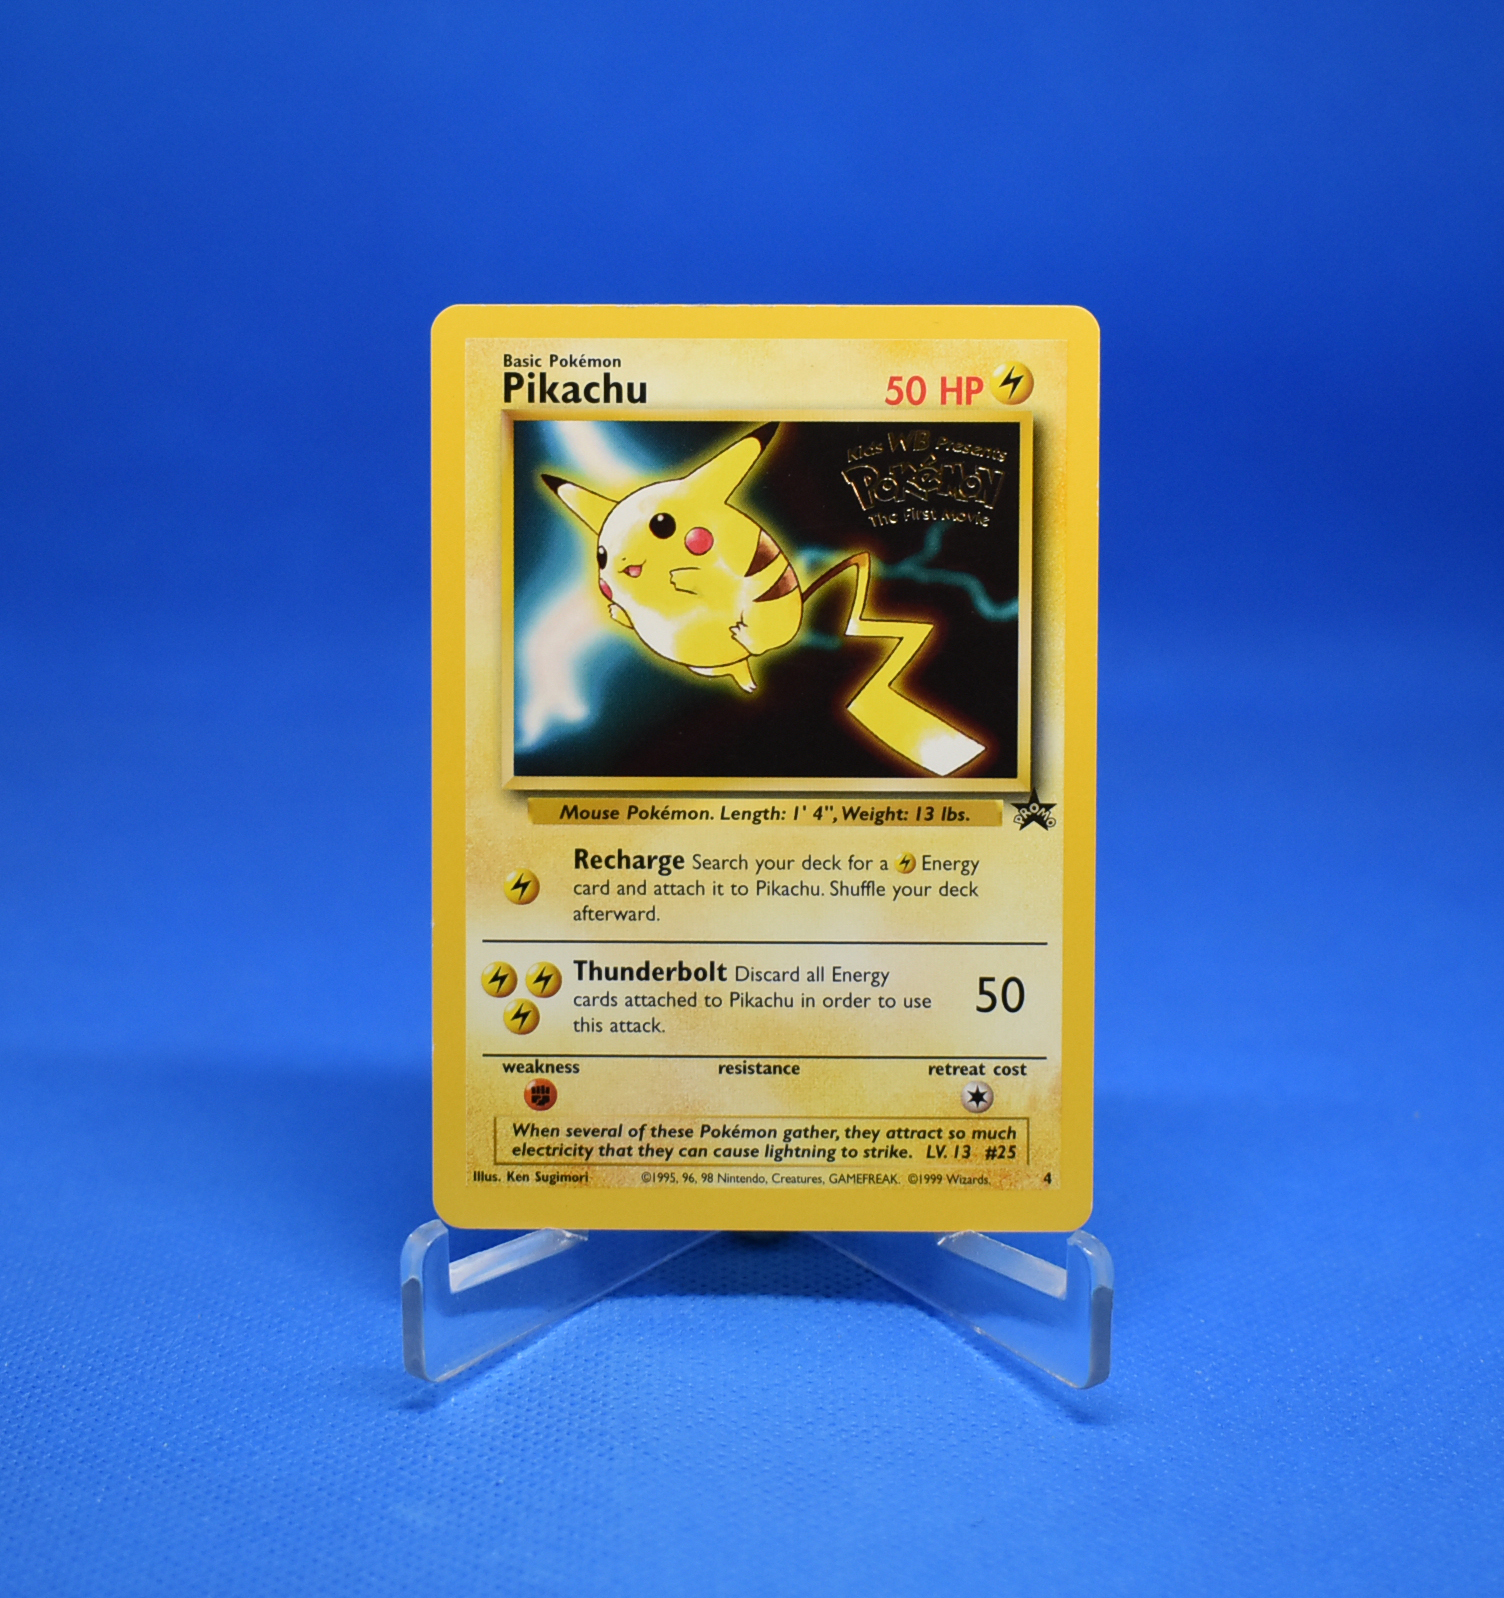 Basic Pokémon
Pikachu
50 HP
Kids WB Presents
POKéMON
The First Movie
Mouse Pokémon. Length: 1' 4", Weight: 13 lbs.
PROMO
Recharge Search your deck for a Energy
card and attach it to Pikachu. Shuffle your deck
afterward.
Thunderbolt Discard all Energy
cards attached to Pikachu in order to use
this attack.
50
weakness resistance retreat cost
When several of these Pokémon gather, they attract so much
electricity that they can cause lightning to strike. LV. 13 #25
Illus. Ken Sugimori ©1995, 96, 98 Nintendo, Creatures, GAMEFREAK. ©1999 Wizards. 4